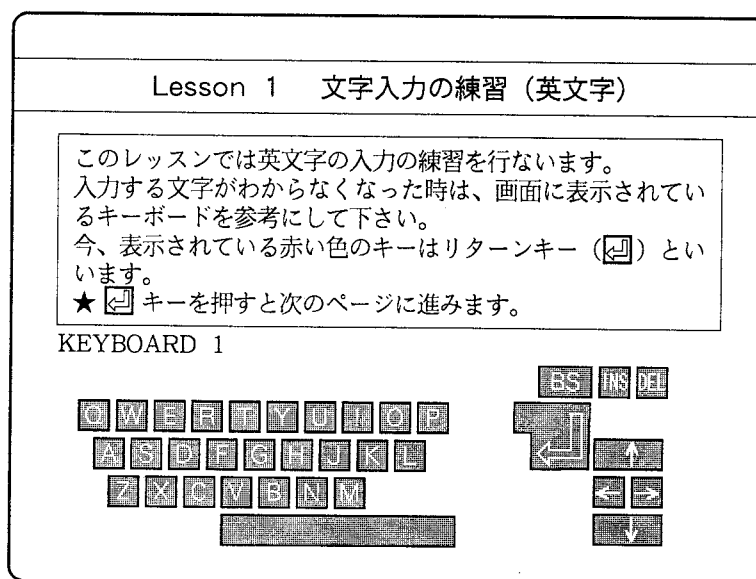 Lesson 1 文字入力の練習（英文字）
このレッスンでは英文字の入力の練習を行ないます。
入力する文字がわからなくなった時は、画面に表示されてい
るキーボードを参考にして下さい。
今、表示されている赤い色のキーはリターンキー（↵）とい
います。
★ ↵ キーを押すと次のページに進みます。
KEYBOARD 1
BS INS DEL
Q W E R T Y U I O P
A S D F G H J K L ↵ ↑
Z X C V B N M ← →
↓